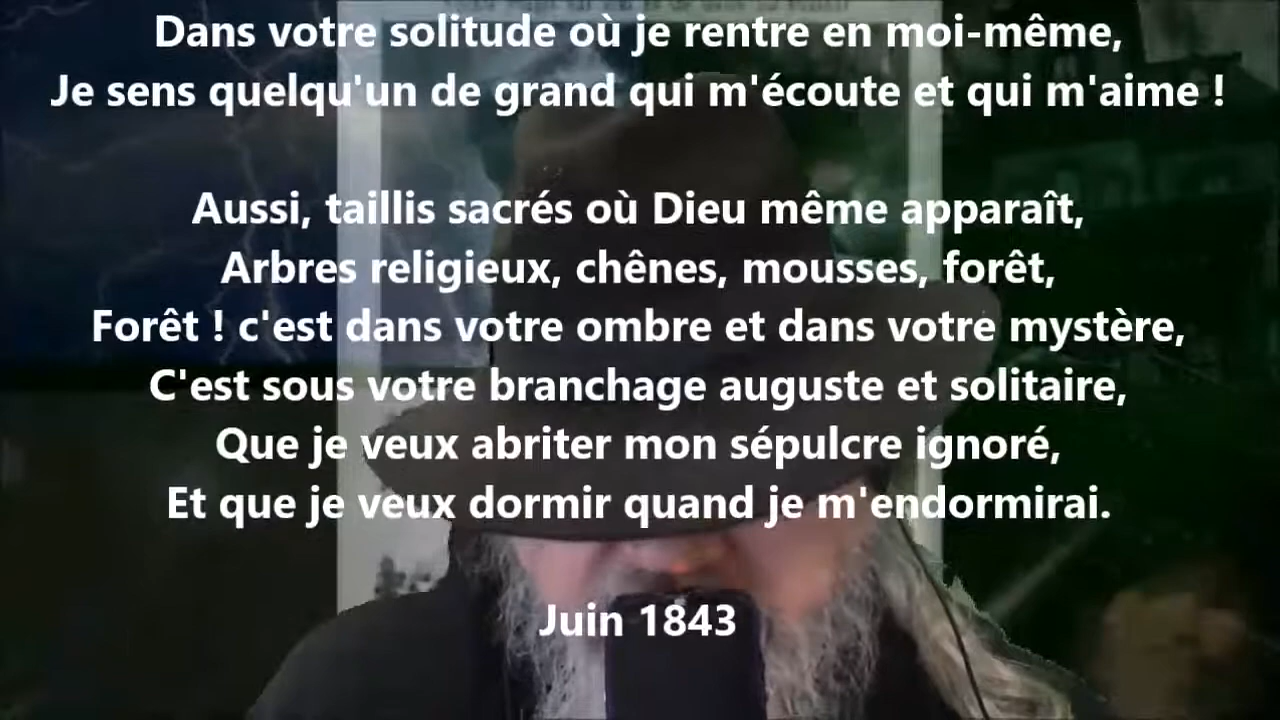 Dans votre solitude où je rentre en moi-même,
Je sens quelqu'un de grand qui m'écoute et qui m'aime !
Aussi, taillis sacrés où Dieu même apparaît,
Arbres religieux, chênes, mousses, forêt,
Forêt ! c'est dans votre ombre et dans votre mystère,
C'est sous votre branchage auguste et solitaire,
Que je veux abriter mon sépulcre ignoré,
Et que je veux dormir quand je m'endormirai.
Juin 1843